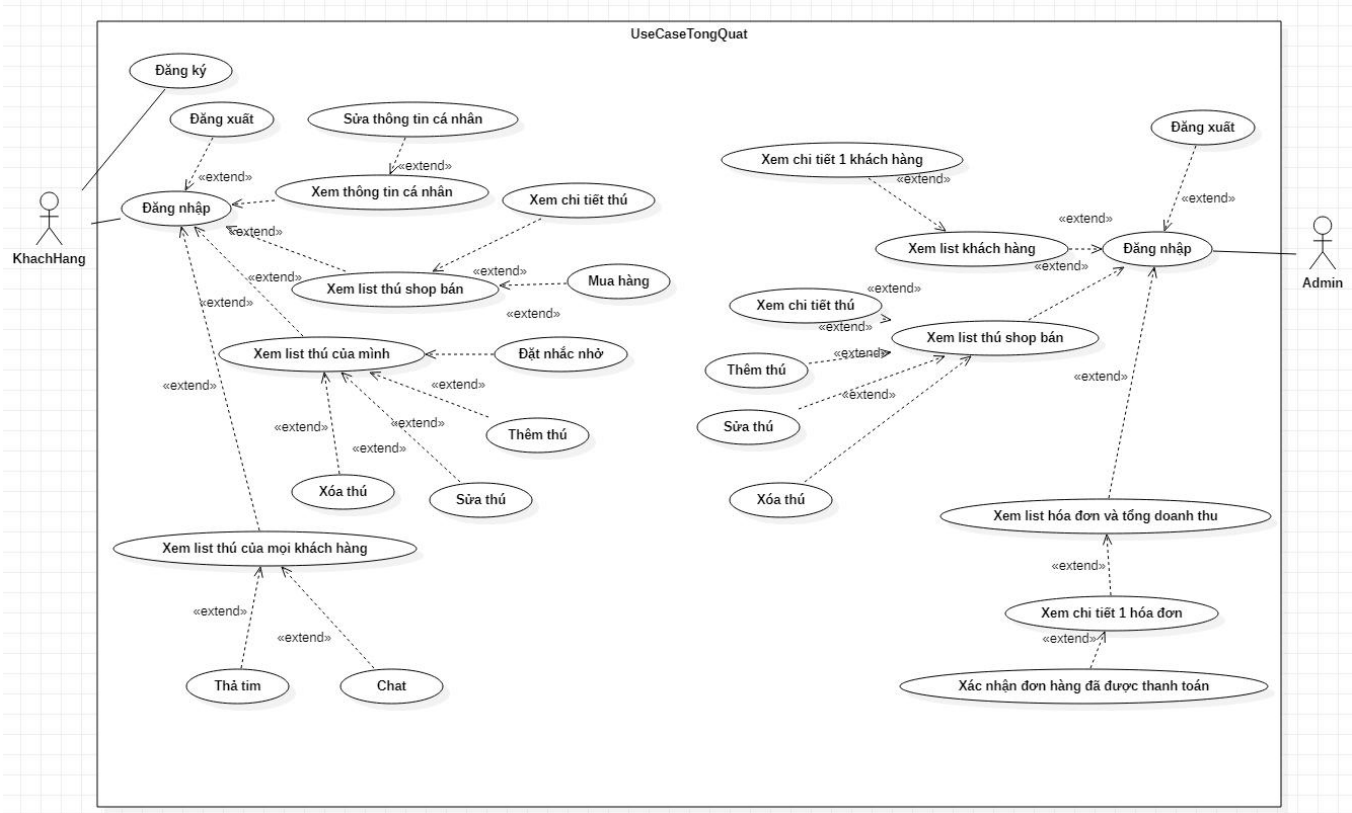 UseCaseTongQuat
Đăng ký
Đăng xuất
Sửa thông tin cá nhân
«extend»
«extend»
Xem thông tin cá nhân
Đăng nhập
KhachHang
Xem chi tiết thú
«extend»
«extend»
«extend»
Xem list thú shop bán
Mua hàng
«extend»
«extend»
Xem list thú của mình
Đặt nhắc nhở
«extend»
«extend»
«extend»
«extend»
«extend»
Thêm thú
Xóa thú
Sửa thú
Xem list thú của mọi khách hàng
«extend»
«extend»
Thả tim
Chat
Đăng xuất
Xem chi tiết 1 khách hàng
«extend»
«extend»
«extend»
Xem list khách hàng
Đăng nhập
Admin
«extend»
«extend»
Xem chi tiết thú
«extend»
Xem list thú shop bán
«extend»
Thêm thú
«extend»
«extend»
Sửa thú
Xóa thú
Xem list hóa đơn và tổng doanh thu
«extend»
Xem chi tiết 1 hóa đơn
«extend»
Xác nhận đơn hàng đã được thanh toán